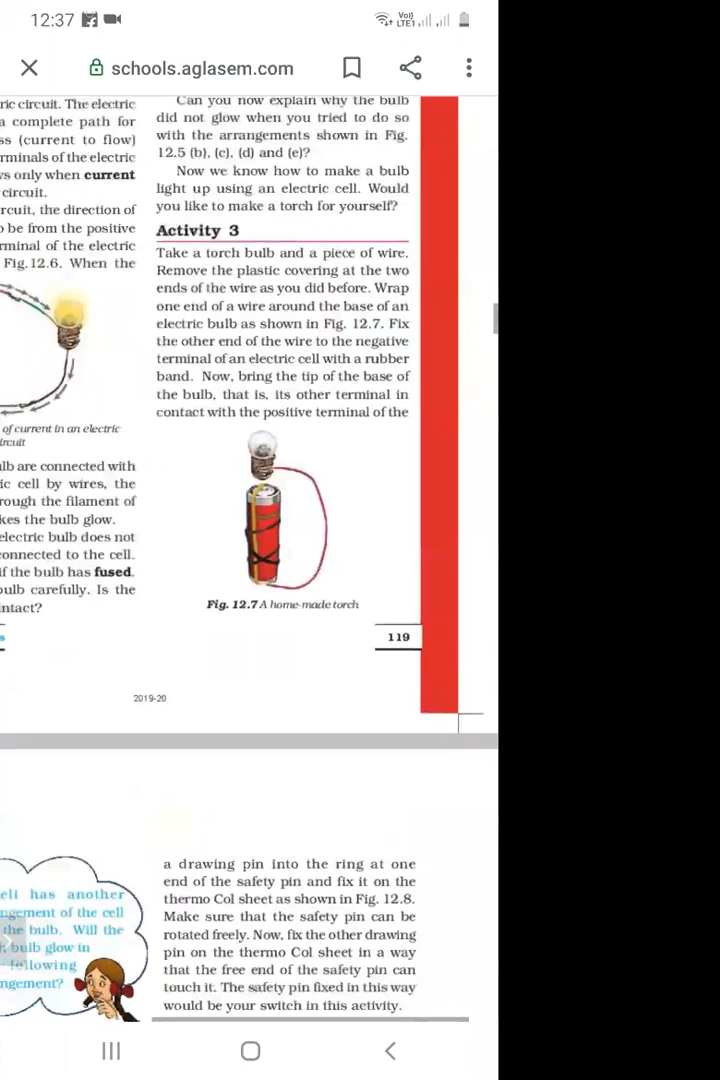 12:37
Vo)
LTE1
schools.aglasem.com
ric circuit. The electric
a complete path for
ss (current to flow)
rminals of the electric
ws only when current
circuit.
rcuit, the direction of
o be from the positive
rminal of the electric
Fig.12.6. When the
of current in an electric
ircuit
ulb are connected with
ic cell by wires, the
rough the filament of
kes the bulb glow.
electric bulb does not
connected to the cell.
if the bulb has fused.
bulb carefully. Is the
intact?
s
Can you now explain why the bulb
did not glow when you tried to do so
with the arrangements shown in Fig.
12.5 (b), (c), (d) and (e)?
Now we know how to make a bulb
light up using an electric cell. Would
you like to make a torch for yourself?
Activity 3
Take a torch bulb and a piece of wire.
Remove the plastic covering at the two
ends of the wire as you did before. Wrap
one end of a wire around the base of an
electric bulb as shown in Fig. 12.7. Fix
the other end of the wire to the negative
terminal of an electric cell with a rubber
band. Now, bring the tip of the base of
the bulb, that is, its other terminal in
contact with the positive terminal of the
Fig. 12.7 A home-made torch
119
2019-20
ell has another
ngement of the cell
the bulb. Will the
bulb glow in
following
ngement?
a drawing pin into the ring at one
end of the safety pin and fix it on the
thermo Col sheet as shown in Fig. 12.8.
Make sure that the safety pin can be
rotated freely. Now, fix the other drawing
pin on the thermo Col sheet in a way
that the free end of the safety pin can
touch it. The safety pin fixed in this way
would be your switch in this activity.